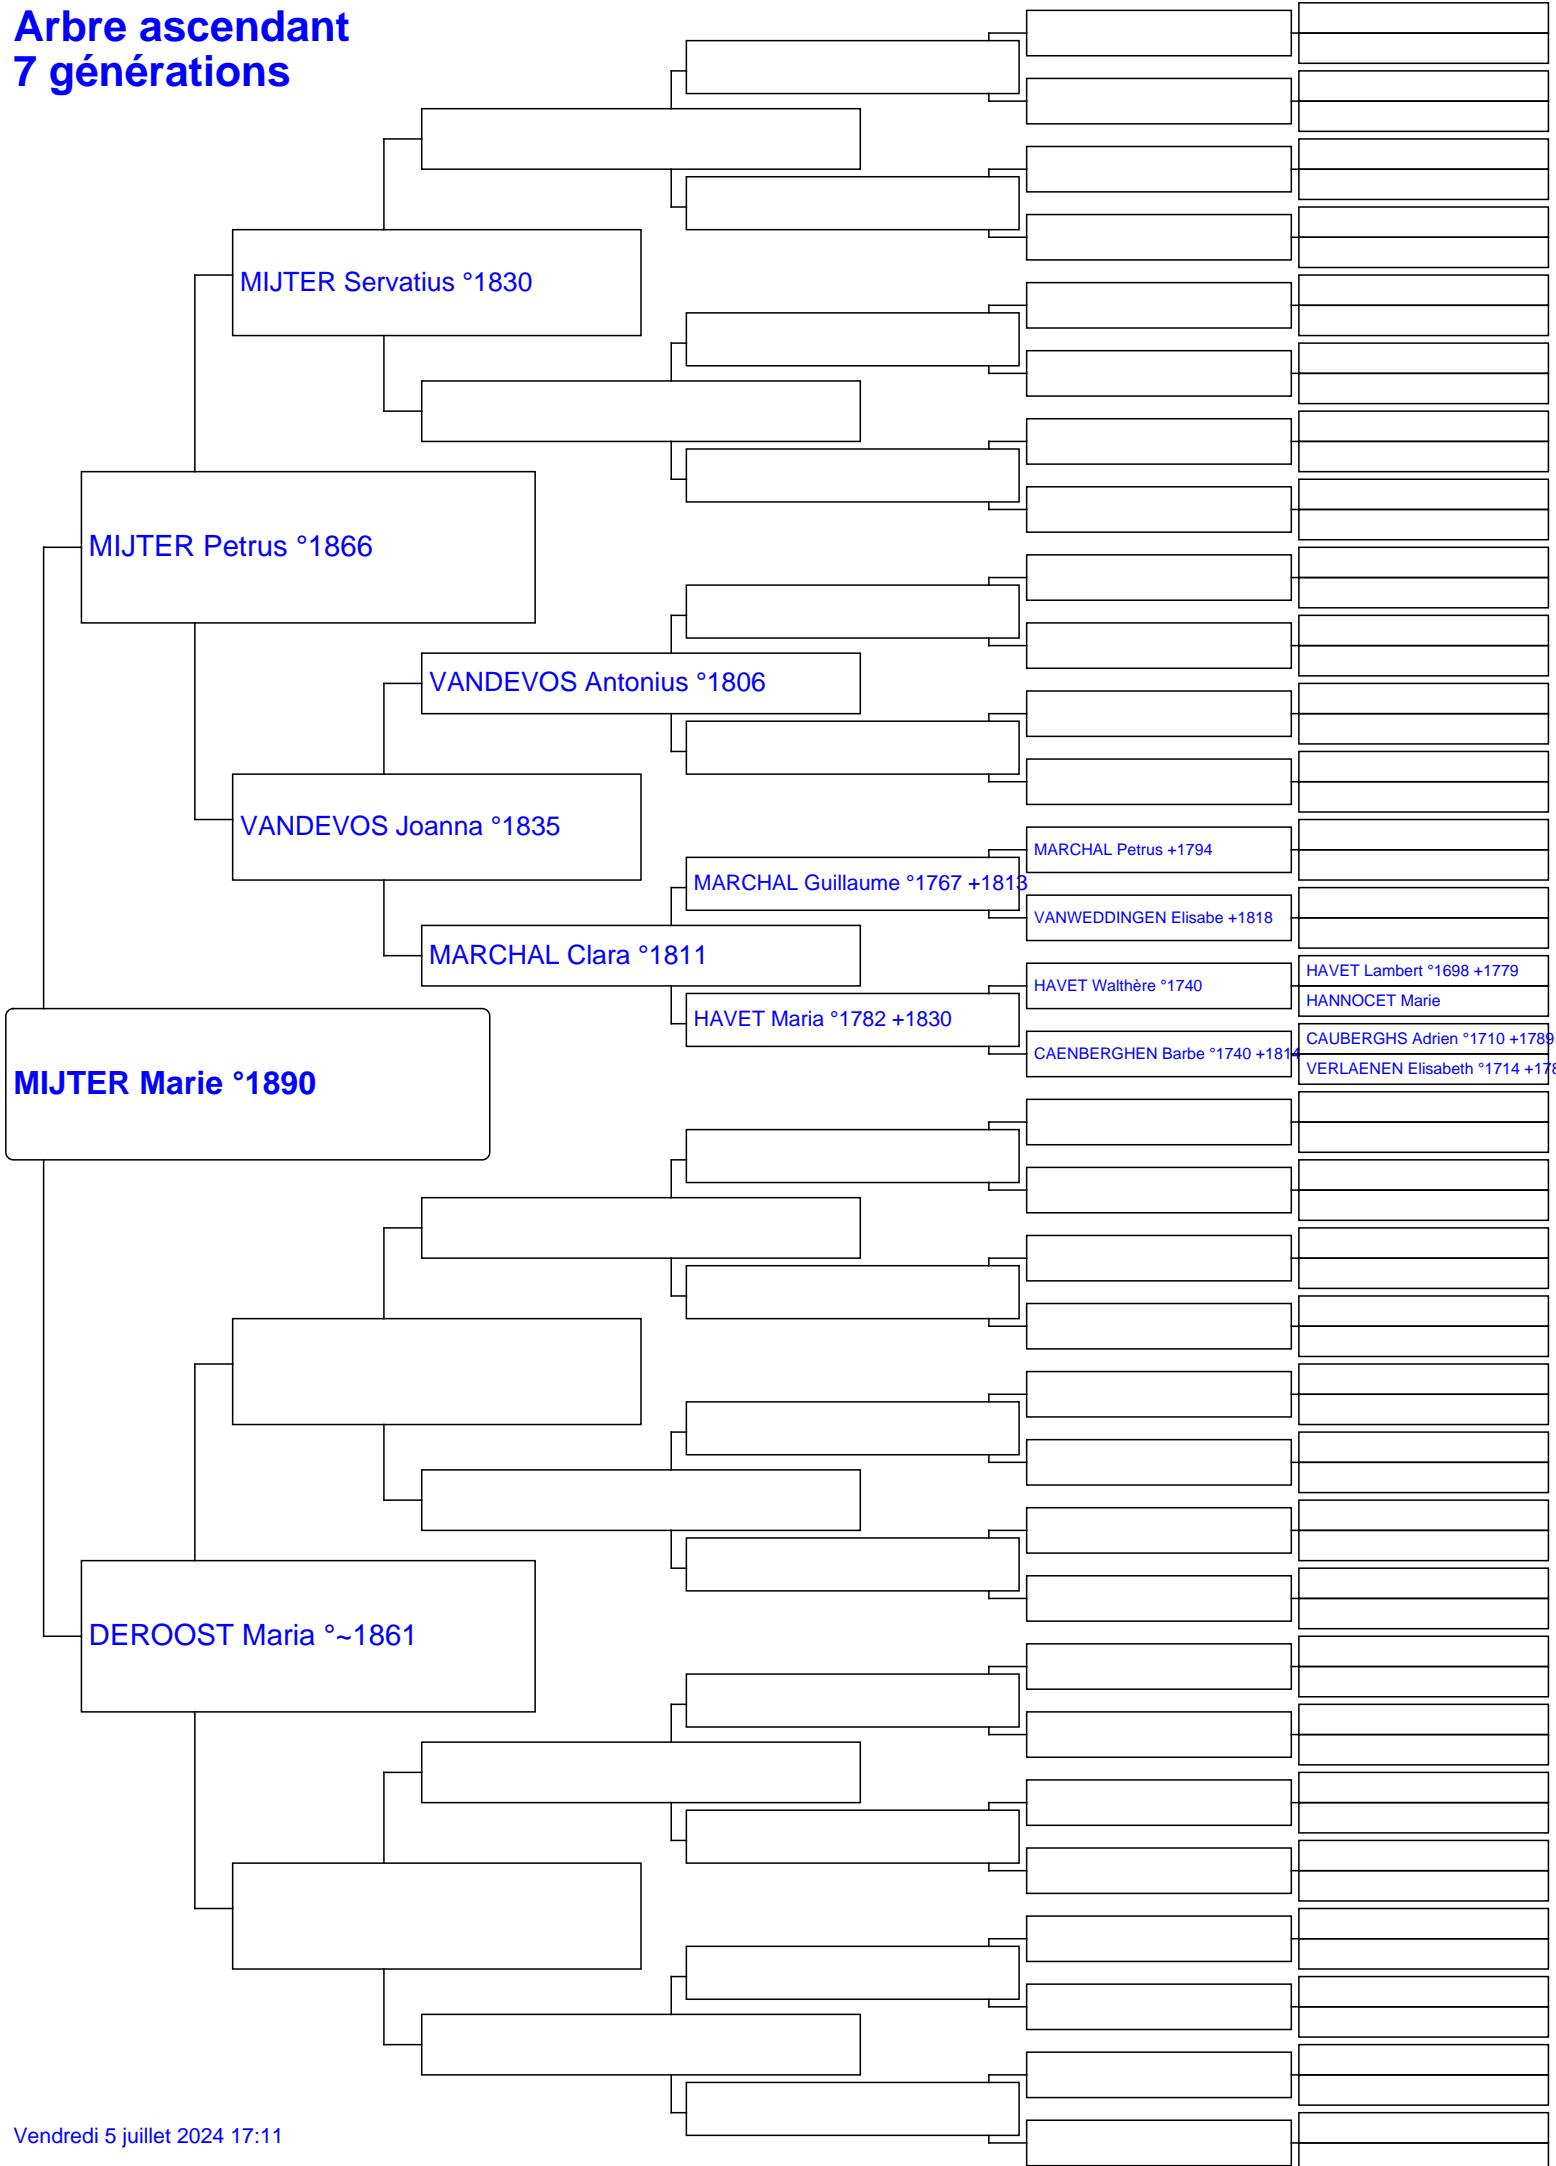 Arbre ascendant
7 générations
MIJTER Servatius °1830
MIJTER Petrus °1866
VANDEVOS Antonius °1806
VANDEVOS Joanna °1835
MARCHAL Petrus +1794
MARCHAL Guillaume °1767 +1813
VANWEDDINGEN Elisabe +1818
MARCHAL Clara °1811
HAVET Lambert °1698 +1779
HAVET Walthère °1740
HANNOCET Marie
HAVET Maria °1782 +1830
CAUBERGHS Adrien °1710 +1789
CAENBERGHEN Barbe °1740 +1814
VERLAENEN Elisabeth °1714
MIJTER Marie °1890
DEROOST Maria °~1861
Vendredi 5 juillet 2024 17:11